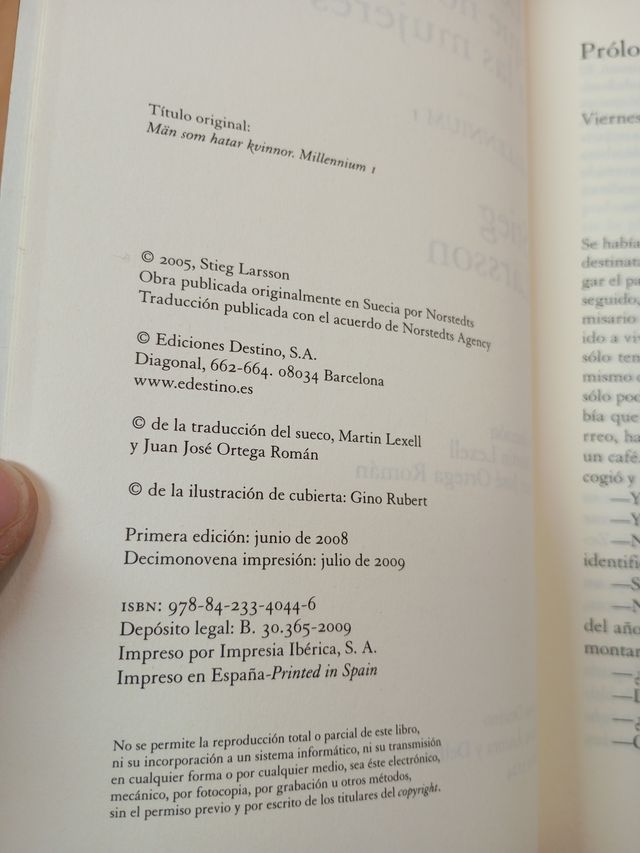 Título original:
Män som hatar kvinnor. Millennium 1
© 2005, Stieg Larsson
Obra publicada originalmente en Suecia por Norstedts
Traducción publicada con el acuerdo de Norstedts Agency
© Ediciones Destino, S.A.
Diagonal, 662-664. 08034 Barcelona
www.edestino.es
© de la traducción del sueco, Martin Lexell
y Juan José Ortega Román
© de la ilustración de cubierta: Gino Rubert
Primera edición: junio de 2008
Decimonovena impresión: julio de 2009
ISBN: 978-84-233-4044-6
Depósito legal: B. 30.365-2009
Impreso por Impresia Ibérica, S. A.
Impreso en España-Printed in Spain
No se permite la reproducción total o parcial de este libro,
ni su incorporación a un sistema informático, ni su transmisión
en cualquier forma o por cualquier medio, sea éste electrónico,
mecánico, por fotocopia, por grabación u otros métodos,
sin el permiso previo y por escrito de los titulares del copyright.
Prólo
Viernes
Se había
destinat
gar el pa
seguido,
misario
ido a vi
sólo ten
mismo
sólo poc
bía que
rreo, ha
un café.
cogió y
—Y
—Y
—N
identifi
—S
—N
del año
montar
—¿
—D
—¿